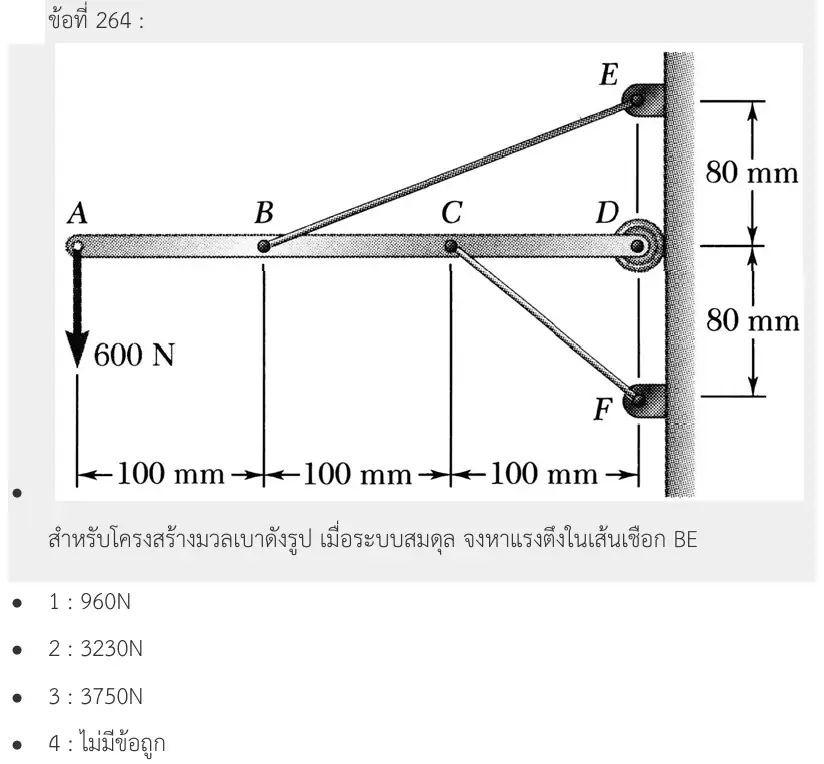 ข้อที่ 264 :
E
80 mm
A
B
C
D
80 mm
600 N
F
100 mm
100 mm
100 mm
สำหรับโครงสร้างมวลเบาดังรูป เมื่อระบบสมดุล จงหาแรงตึงในเส้นเชือก BE
1 : 960N
2 : 3230N
3 : 3750N
4 : ไม่มีข้อถูก